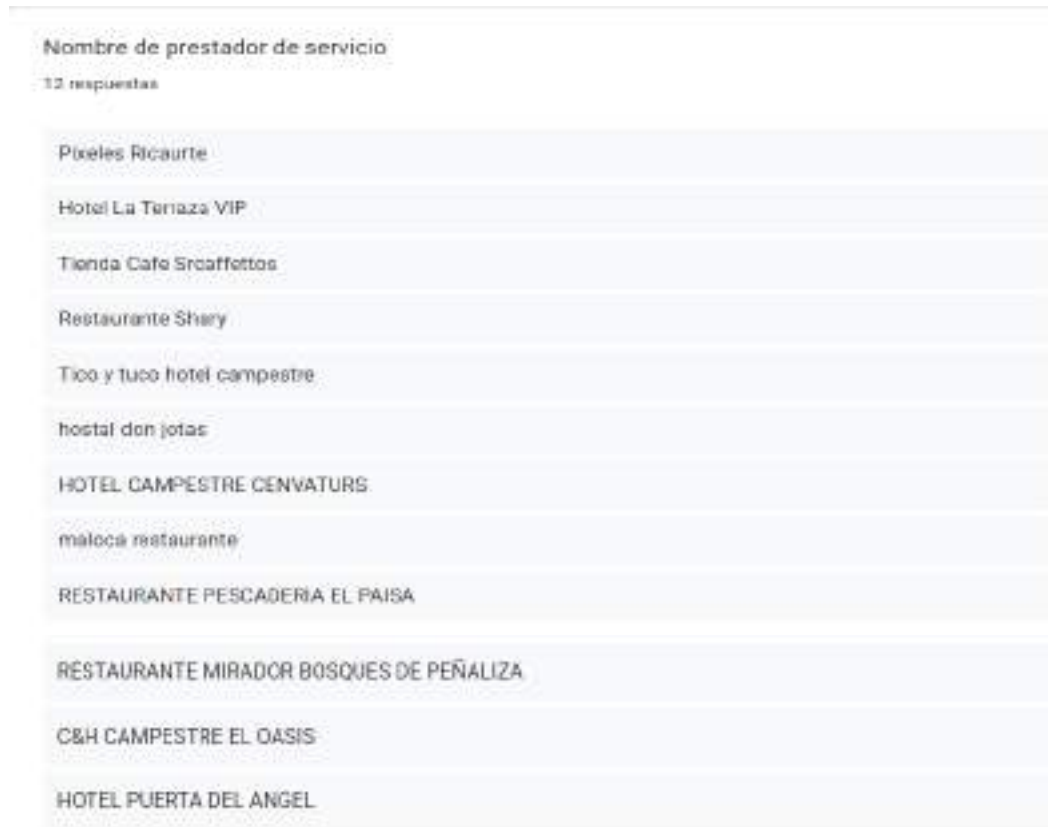 Nombre de prestador de servicio
12 respuestas
Pixeles Ricaurte
Hotel La Terraza VIP
Tienda Cafe Srcaffettos
Restaurante Shary
Tico y tuco hotel campestre
hostal don jotas
HOTEL CAMPESTRE CENVATURS
maloca restaurante
RESTAURANTE PESCADERIA EL PAISA
RESTAURANTE MIRADOR BOSQUES DE PEÑALIZA
C&H CAMPESTRE EL OASIS
HOTEL PUERTA DEL ANGEL